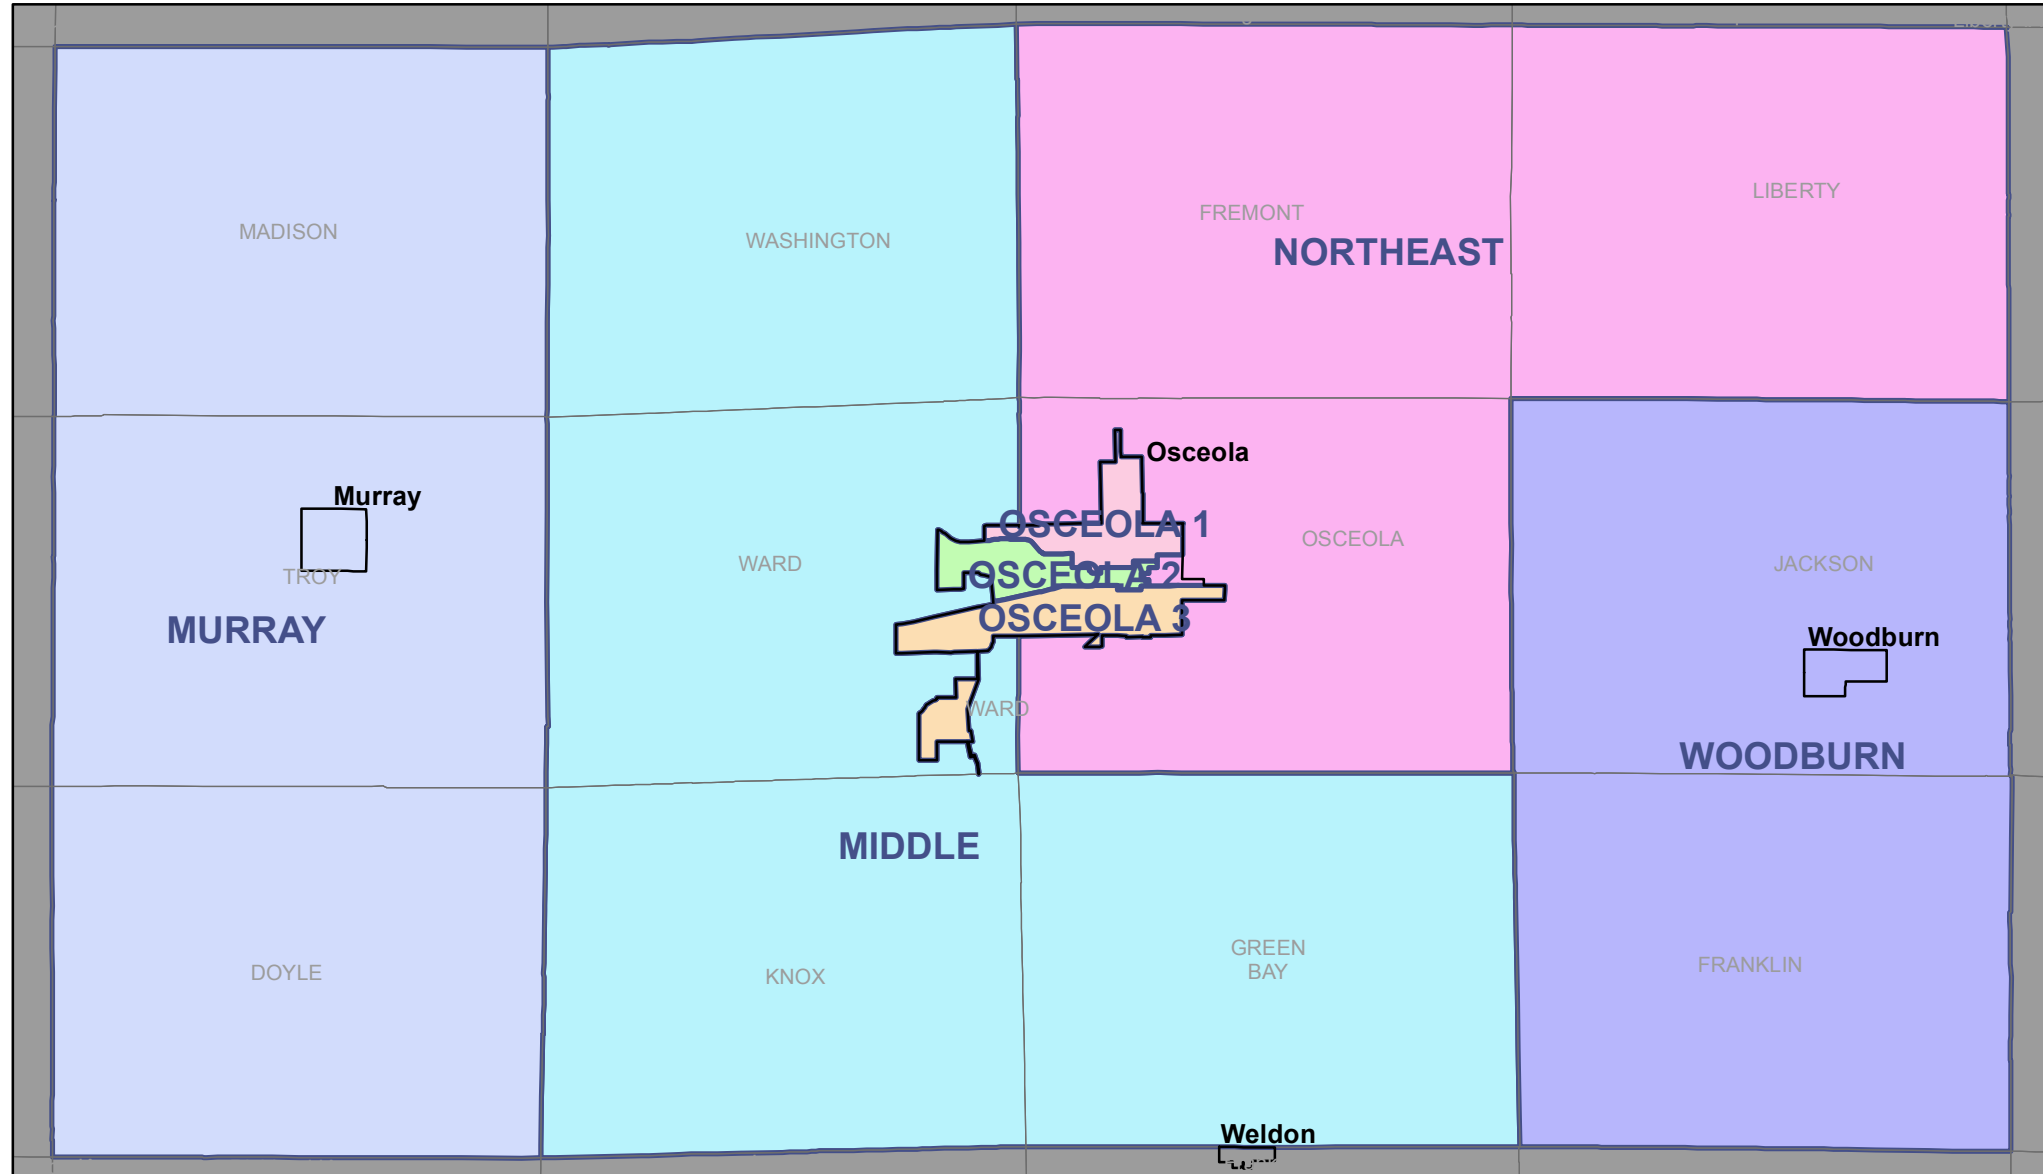 LIBERTY
MADISON
FREMONT
WASHINGTON
NORTHEAST
Osceola
Murray
OSCEOLA 1
OSCEOLA
WARD
JACKSON
TROY
OSCEOLA 2
OSCEOLA 3
MURRAY
Woodburn
WARD
WOODBURN
MIDDLE
GREEN
BAY
FRANKLIN
DOYLE
KNOX
Weldon